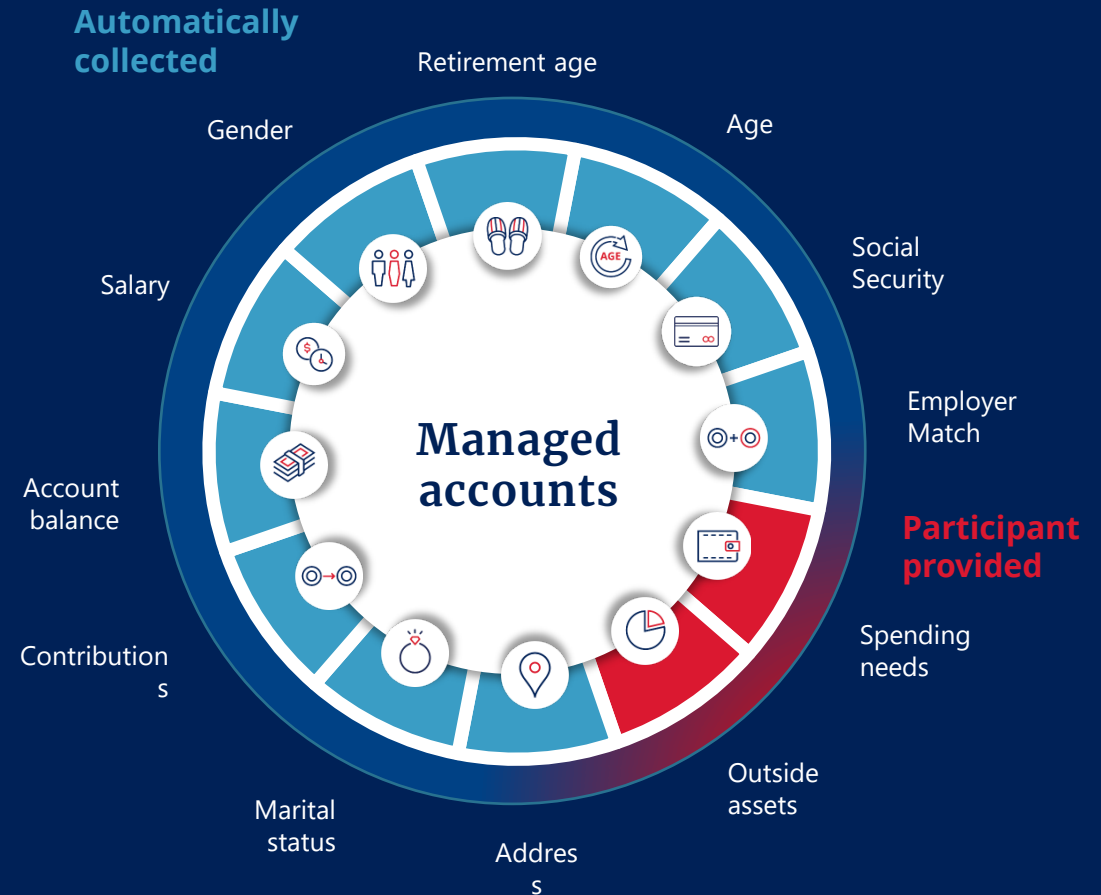 Automatically
collected
Retirement age
Age
Gender
Social
Security
Salary
AGE
$
Employer
Match
Managed
accounts
Account
balance
Participant
provided
Spending
needs
Contribution
s
Outside
assets
Marital
status
Addres
s